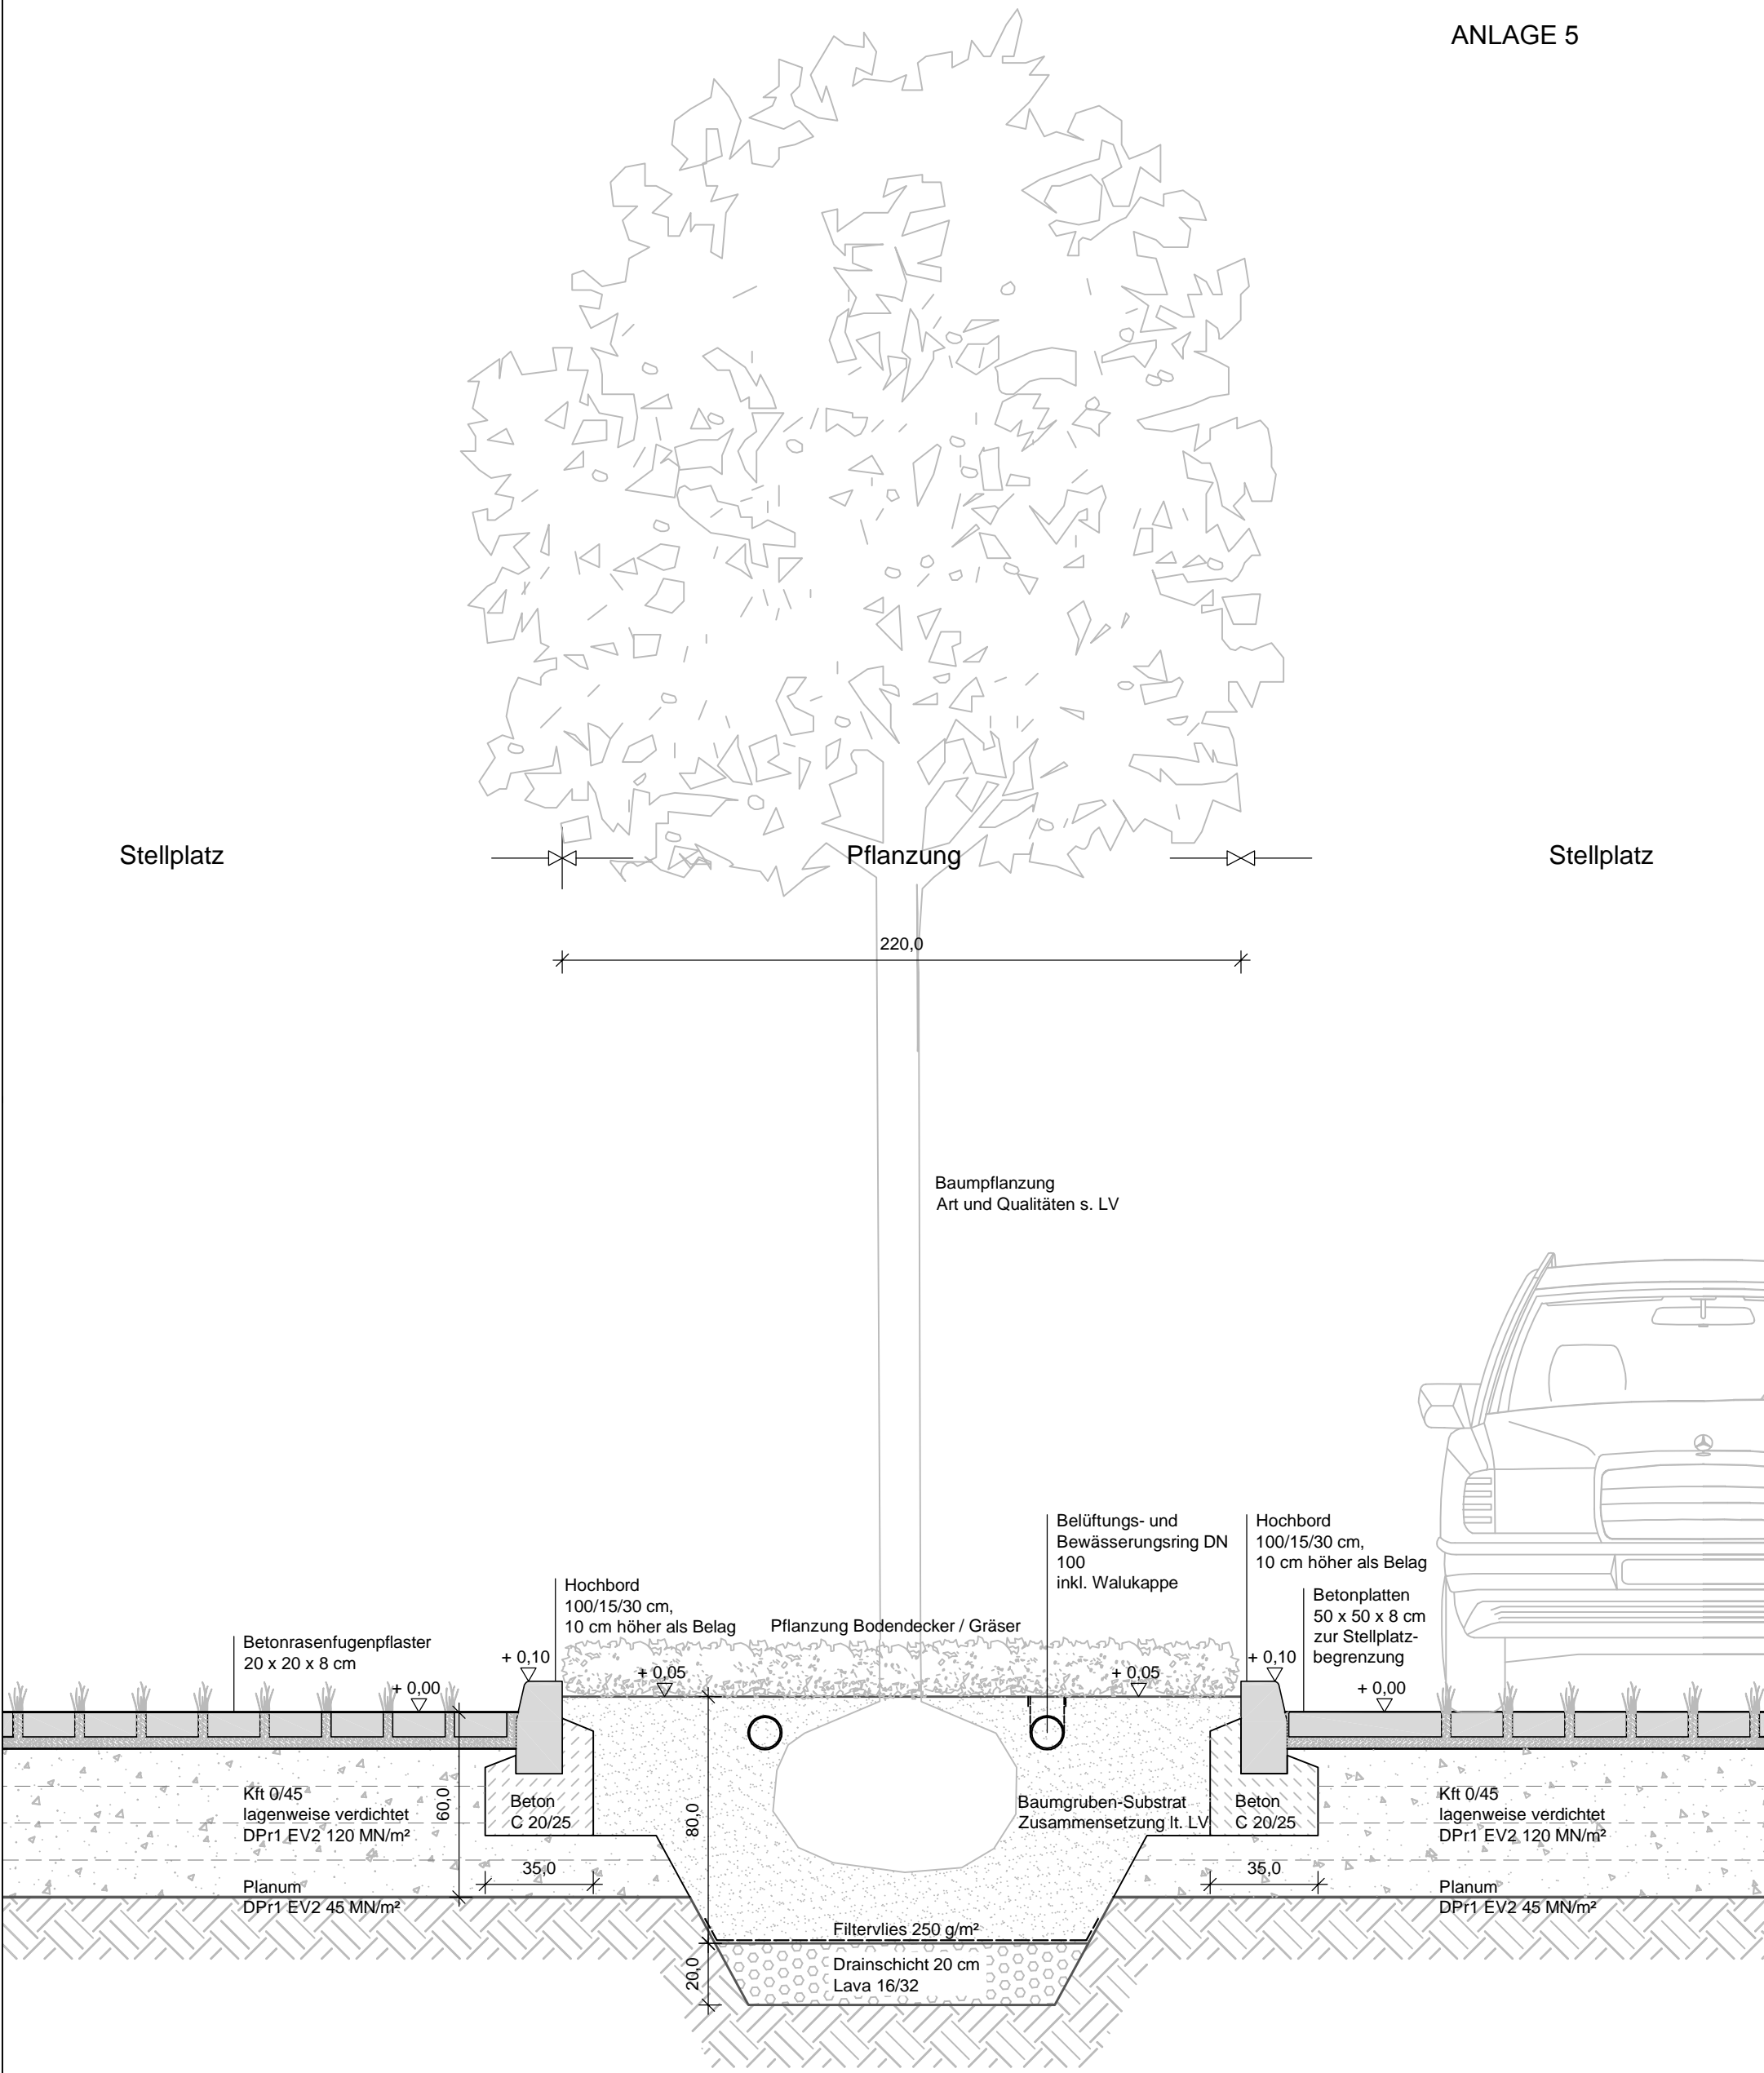 ANLAGE 5
Stellplatz
Pflanzung
Stellplatz
220,0
Baumpflanzung
Art und Qualitäten s. LV
Belüftungs- und
Bewässerungsring DN
100
inkl. Walukappe
Hochbord
100/15/30 cm,
10 cm höher als Belag
Hochbord
100/15/30 cm,
10 cm höher als Belag
Pflanzung Bodendecker / Gräser
Betonplatten
50 x 50 x 8 cm
zur Stellplatz-
begrenzung
Betonrasenfugenpflaster
20 x 20 x 8 cm
+ 0,10
+ 0,05
+ 0,05
+ 0,10
+ 0,00
+ 0,00
Kft 0/45
lagenweise verdichtet
DPr1 EV2 120 MN/m²
60,0
Beton
C 20/25
80,0
Baumgruben-Substrat
Zusammensetzung lt. LV
Beton
C 20/25
Kft 0/45
lagenweise verdichtet
DPr1 EV2 120 MN/m²
35,0
35,0
Planum
DPr1 EV2 45 MN/m²
Planum
DPr1 EV2 45 MN/m²
Filtervlies 250 g/m²
20,0
Drainschicht 20 cm
Lava 16/32